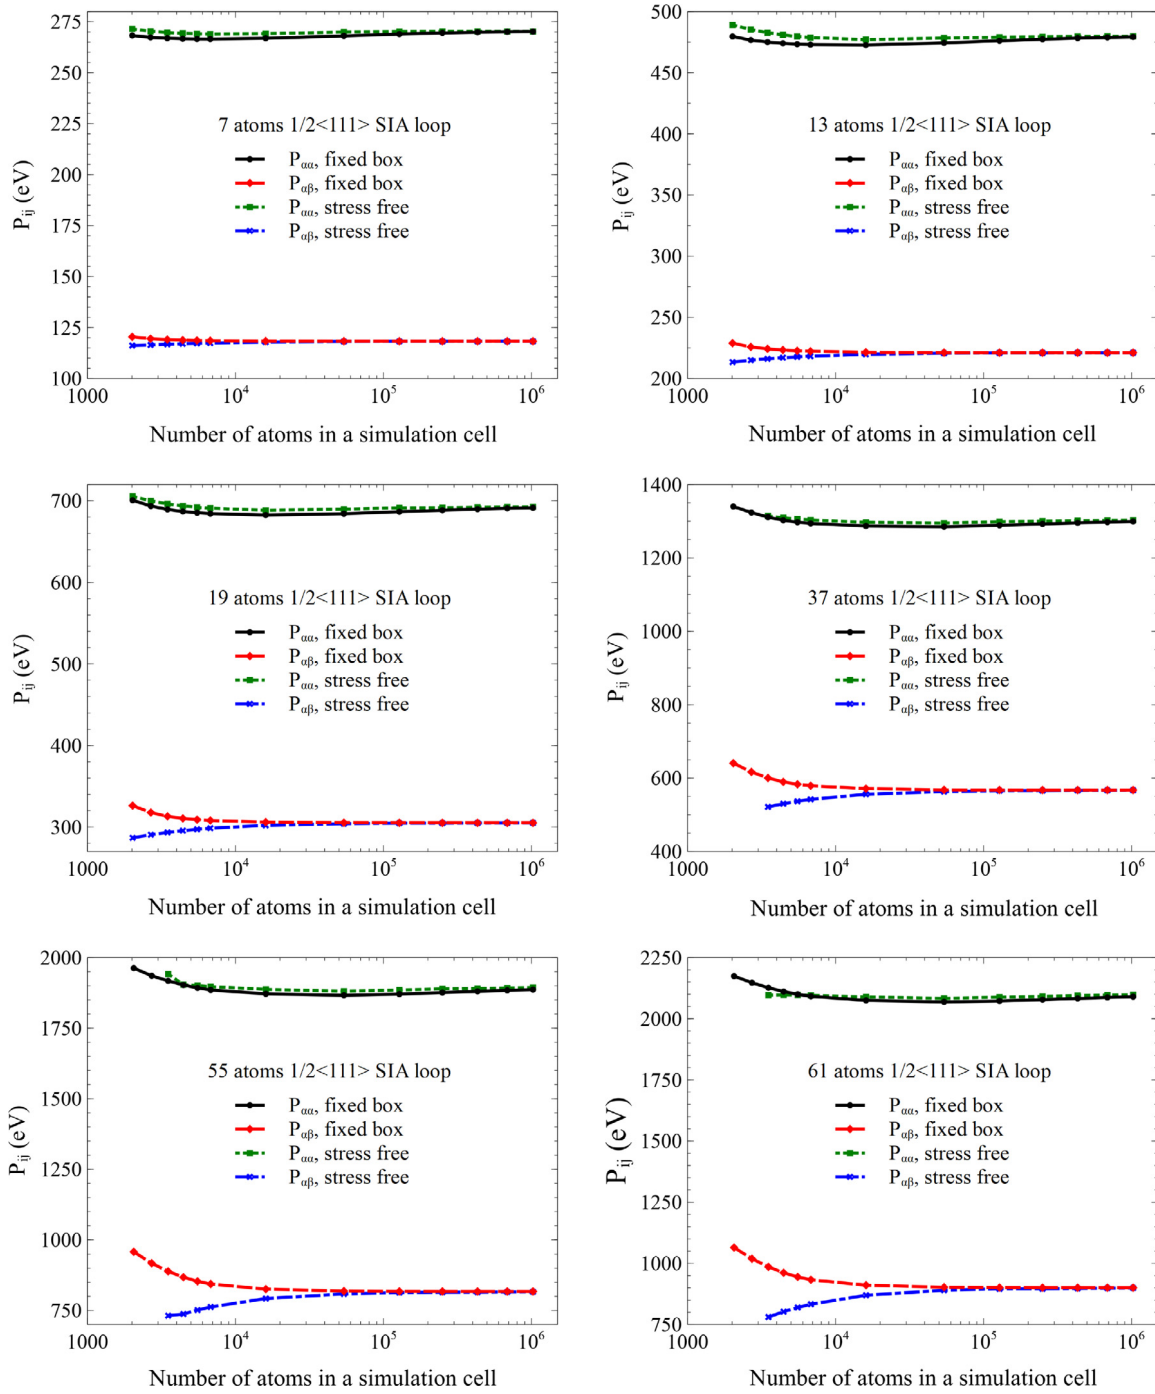 275
250
225
200
175
150
125
100
P_ij (eV)
7 atoms 1/2<111> SIA loop
P_αα, fixed box
P_αβ, fixed box
P_αα, stress free
P_αβ, stress free
1000 10^4 10^5 10^6
Number of atoms in a simulation cell
500
450
400
350
300
250
200
P_ij (eV)
13 atoms 1/2<111> SIA loop
P_αα, fixed box
P_αβ, fixed box
P_αα, stress free
P_αβ, stress free
1000 10^4 10^5 10^6
Number of atoms in a simulation cell
700
600
500
400
300
P_ij (eV)
19 atoms 1/2<111> SIA loop
P_αα, fixed box
P_αβ, fixed box
P_αα, stress free
P_αβ, stress free
1000 10^4 10^5 10^6
Number of atoms in a simulation cell
1400
1200
1000
800
600
400
P_ij (eV)
37 atoms 1/2<111> SIA loop
P_αα, fixed box
P_αβ, fixed box
P_αα, stress free
P_αβ, stress free
1000 10^4 10^5 10^6
Number of atoms in a simulation cell
2000
1750
1500
1250
1000
750
P_ij (eV)
55 atoms 1/2<111> SIA loop
P_αα, fixed box
P_αβ, fixed box
P_αα, stress free
P_αβ, stress free
1000 10^4 10^5 10^6
Number of atoms in a simulation cell
2250
2000
1750
1500
1250
1000
750
P_ij (eV)
61 atoms 1/2<111> SIA loop
P_αα, fixed box
P_αβ, fixed box
P_αα, stress free
P_αβ, stress free
1000 10^4 10^5 10^6
Number of atoms in a simulation cell